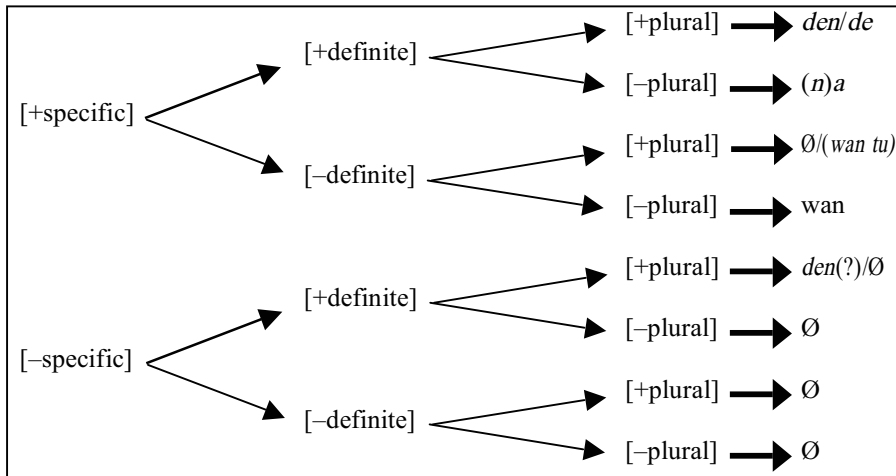 [+plural] den/de
[+definite]
[–plural] (n)a
[+specific]
[+plural] Ø/(wan tu)
[–definite]
[–plural] wan
[+plural] den(?)/Ø
[+definite]
[–plural] Ø
[–specific]
[+plural] Ø
[–definite]
[–plural] Ø